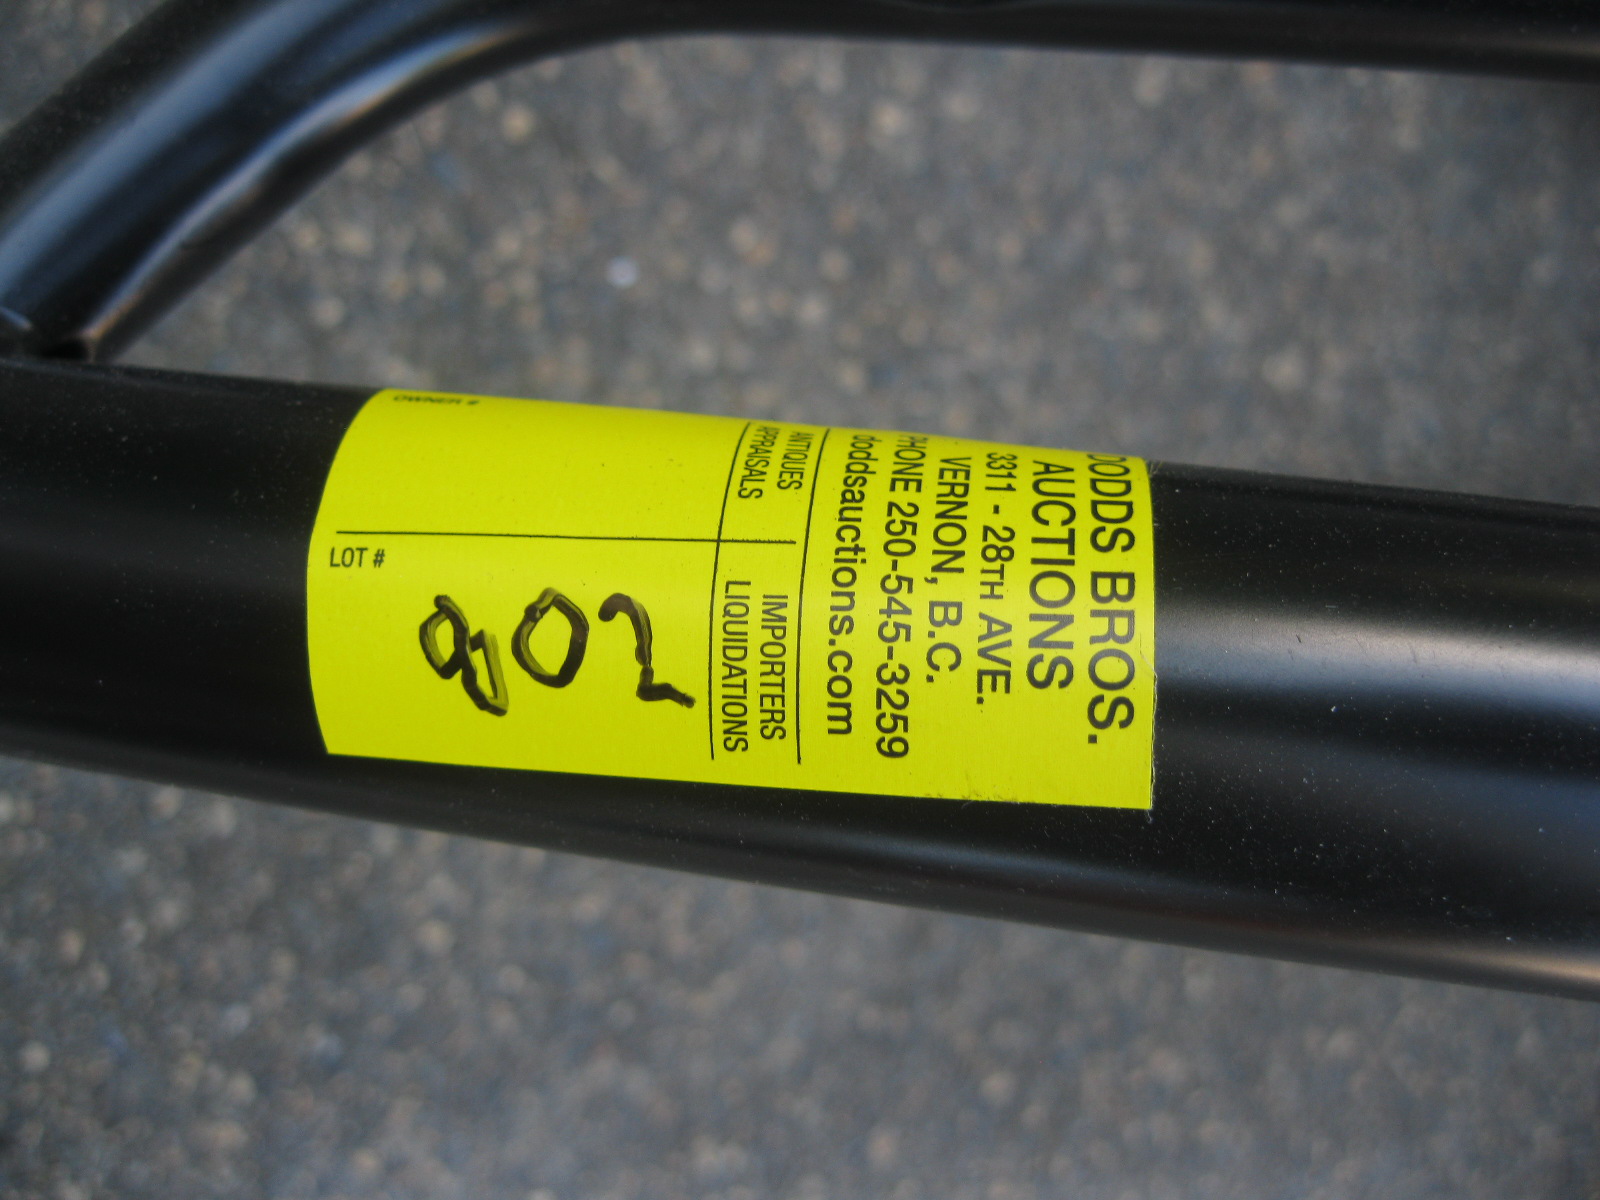 DODDS BROS.
AUCTIONS
3311 - 28TH AVE.
VERNON, B.C.
PHONE 250-545-3259
doddsauctions.com
ANTIQUES IMPORTERS
APPRAISALS LIQUIDATIONS
OWNER #
LOT #
802